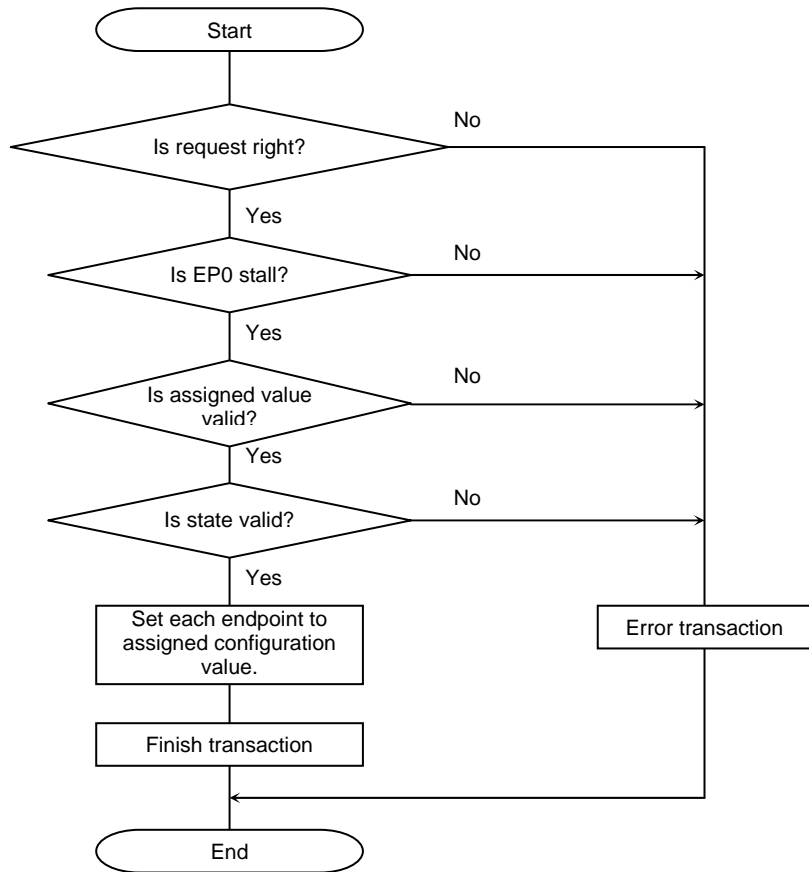 Start
Is request right?
No
Yes
Is EP0 stall?
No
Yes
Is assigned value
valid?
No
Yes
Is state valid?
No
Yes
Set each endpoint to
assigned configuration
value.
Error transaction
Finish transaction
End